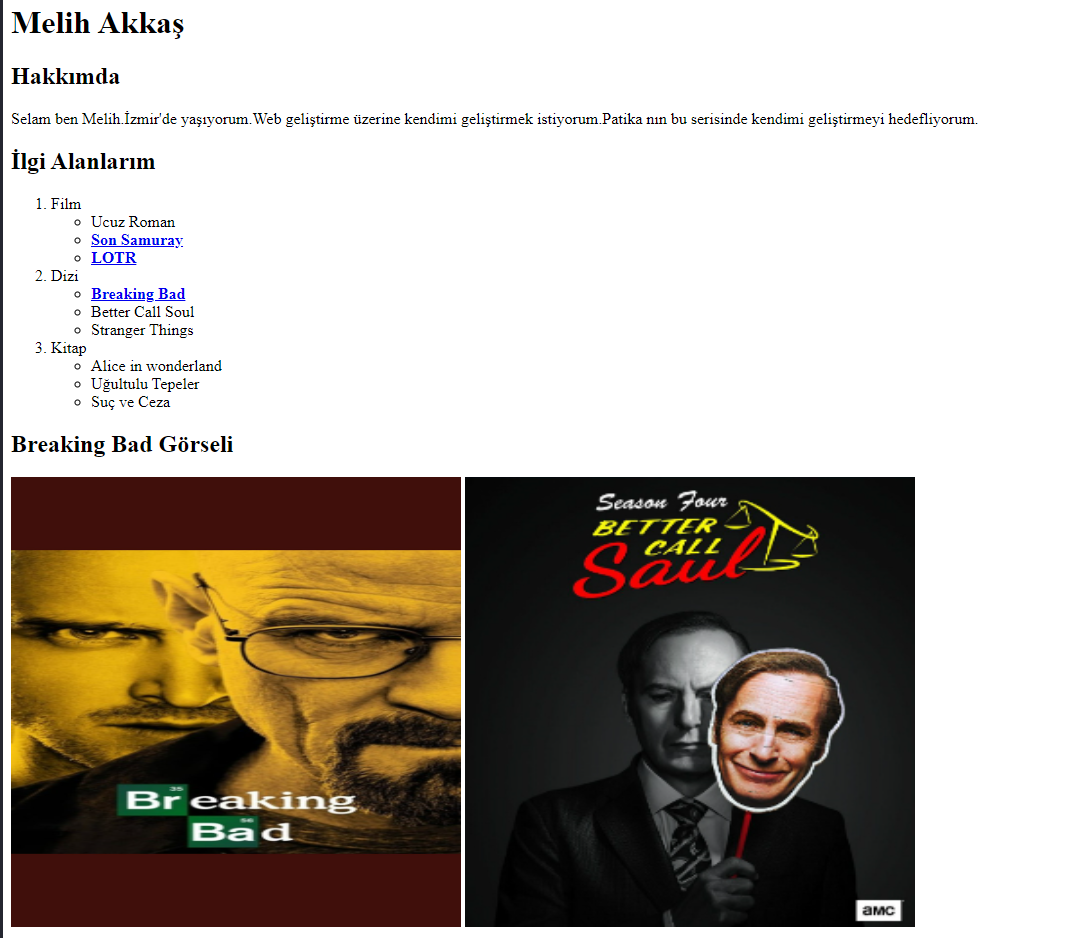 Melih Akkaş
Hakkımda
Selam ben Melih.İzmir'de yaşıyorum.Web geliştirme üzerine kendimi geliştirmek istiyorum.Patika nın bu serisinde kendimi geliştirmeyi hedefliyorum.
İlgi Alanlarım
1. Film
Ucuz Roman
Son Samuray
LOTR
2. Dizi
Breaking Bad
Better Call Soul
Stranger Things
3. Kitap
Alice in wonderland
Uğultulu Tepeler
Suç ve Ceza
Breaking Bad Görseli
35
Breaking
56
Bad
Season Four
BETTER
CALL
Saul
amc